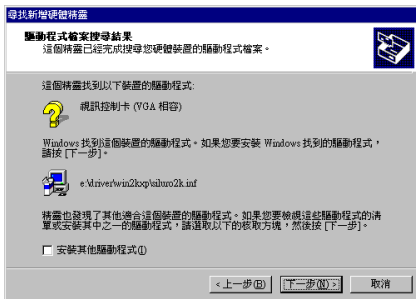 尋找新增硬體精靈
驅動程式檔案搜尋結果
這個精靈已經完成搜尋您硬體裝置的驅動程式檔案。
這個精靈找到以下裝置的驅動程式:
視訊控制卡 (VGA 相容)
Windows 找到這個裝置的驅動程式。如果您要安裝 Windows 找到的驅動程式，
請按 [下一步]。
e:\driver\win2kxp\siluro2k.inf
精靈也發現了其他適合這個裝置的驅動程式。如果您要檢視這些驅動程式的清
單或安裝其中之一的驅動程式，請選取以下的核取方塊，然後按 [下一步]。
安裝其他驅動程式(I)
< 上一步(B)
下一步(N) >
取消